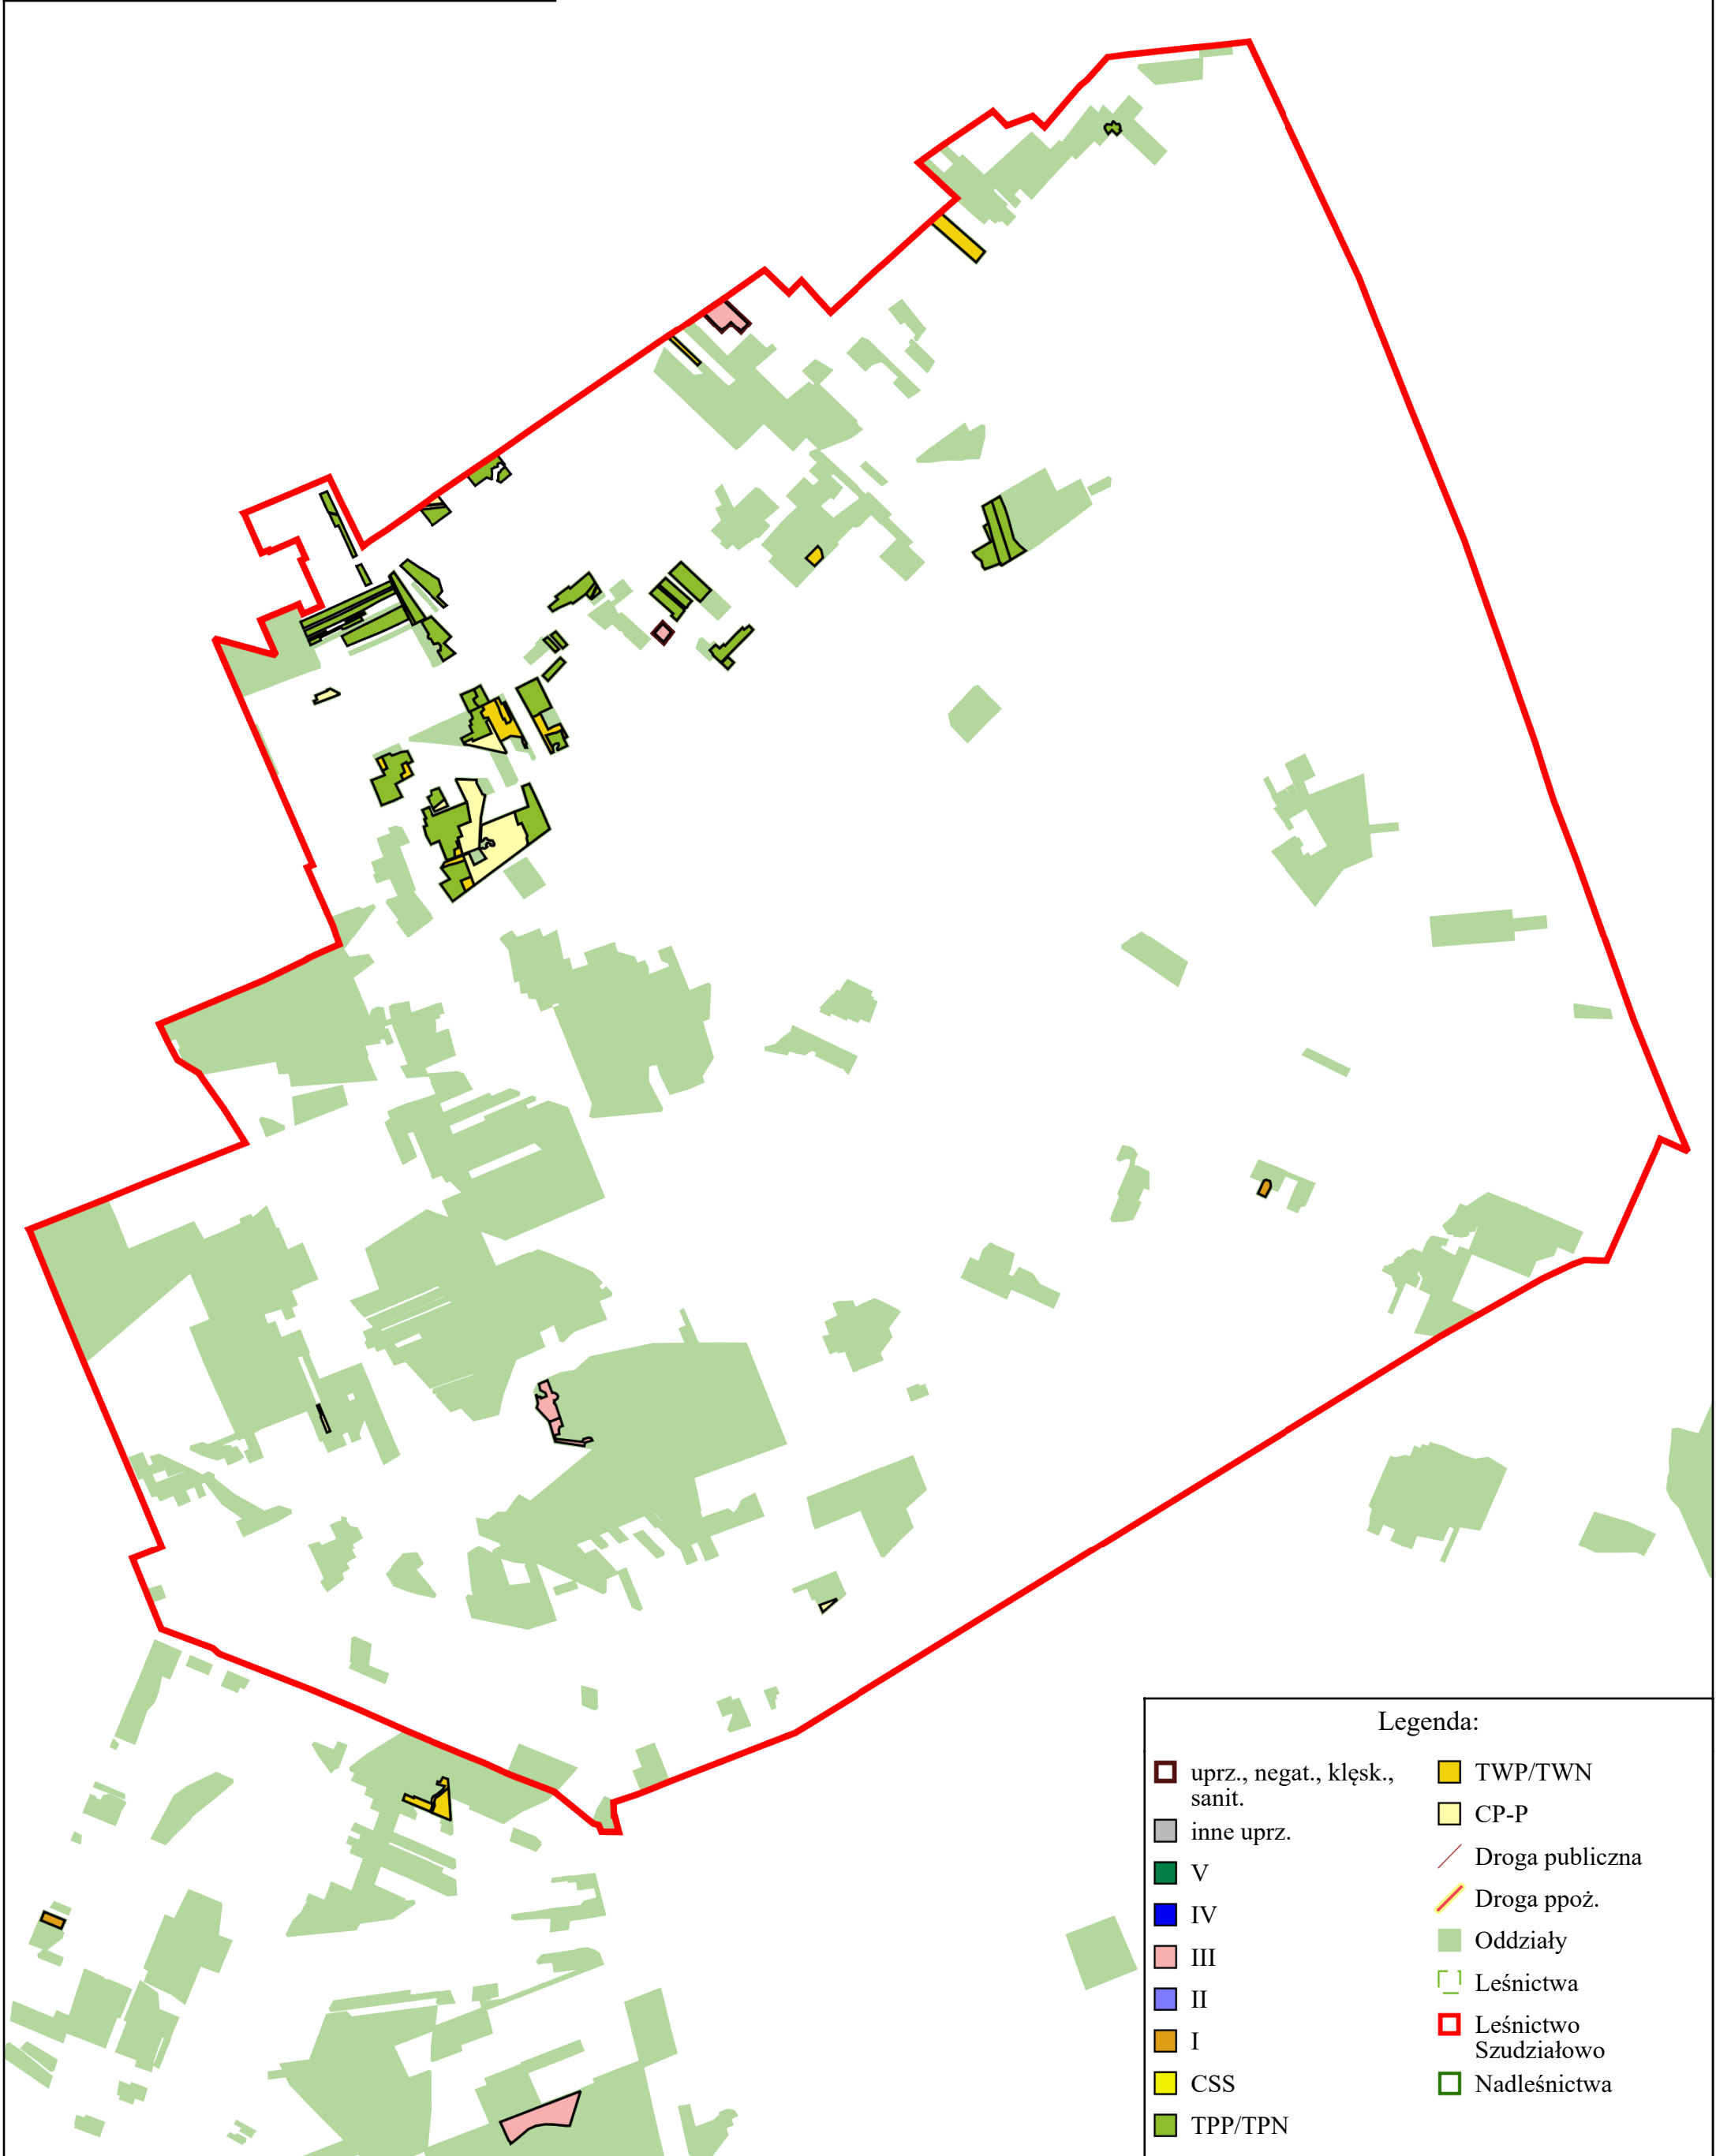 Legenda:
uprz., negat., klęsk.,
sanit.
inne uprz.
V
IV
III
II
I
CSS
TPP/TPN
TWP/TWN
CP-P
Droga publiczna
Droga ppoż.
Oddziały
Leśnictwa
Leśnictwo
Szudziałowo
Nadleśnictwa